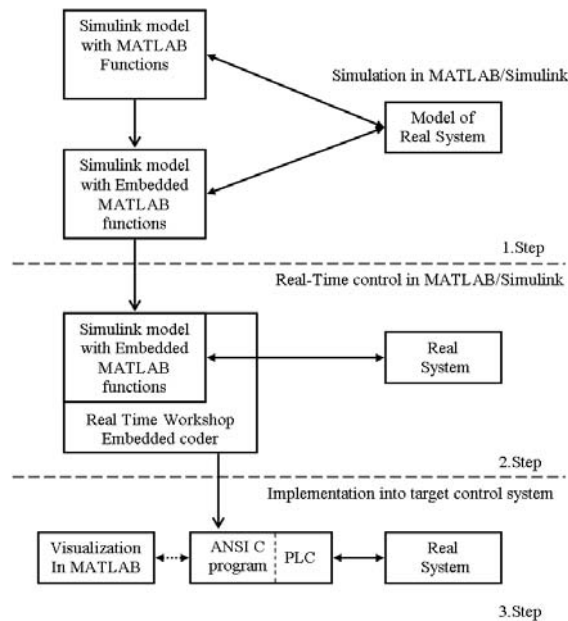 Simulink model
with MATLAB
Functions
Simulation in MATLAB/Simulink
Model of
Real System
Simulink model
with Embedded
MATLAB
functions
1.Step
Real-Time control in MATLAB/Simulink
Simulink model
with Embedded
MATLAB
functions
Real
System
Real Time Workshop
Embedded coder
2.Step
Implementation into target control system
Visualization
In MATLAB
ANSI C
program
PLC
Real
System
3.Step